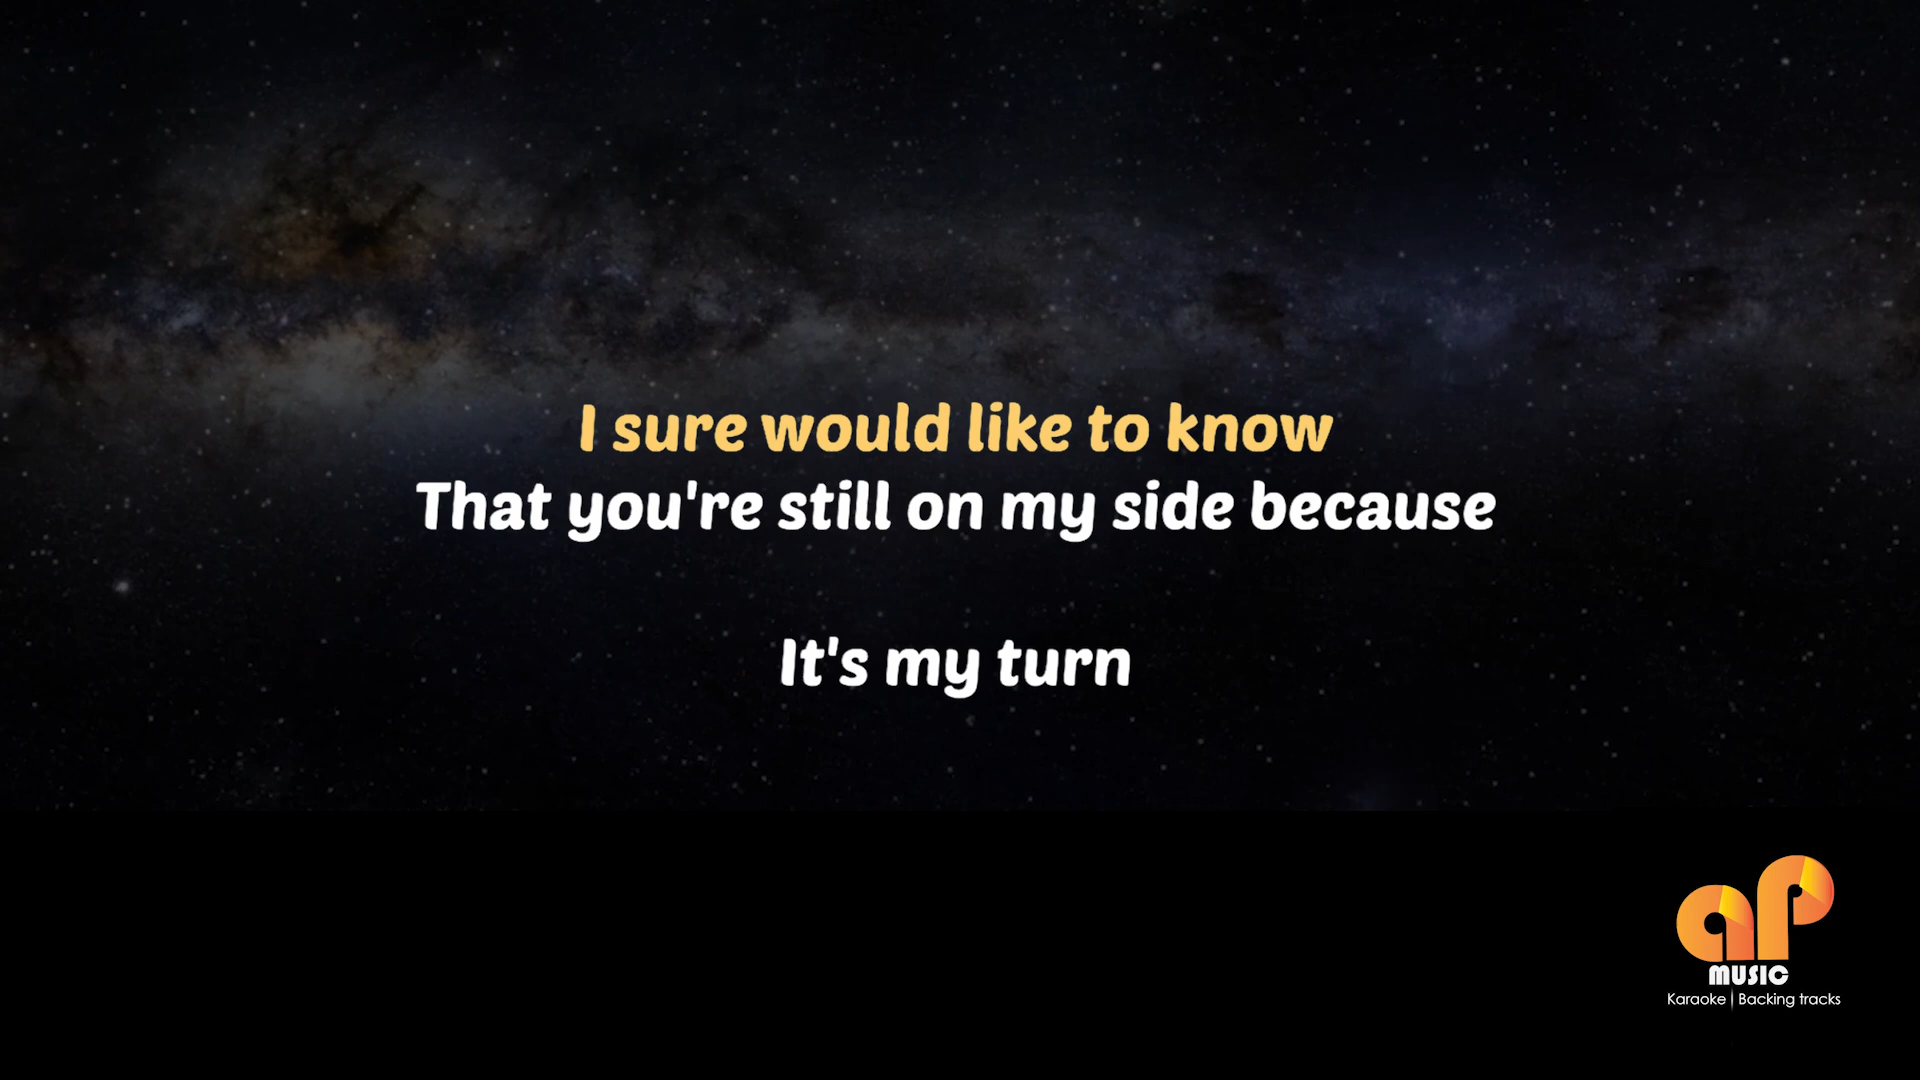 I sure would like to know
That you're still on my side because
It's my turn
aP
MUSIC
Karaoke | Backing tracks